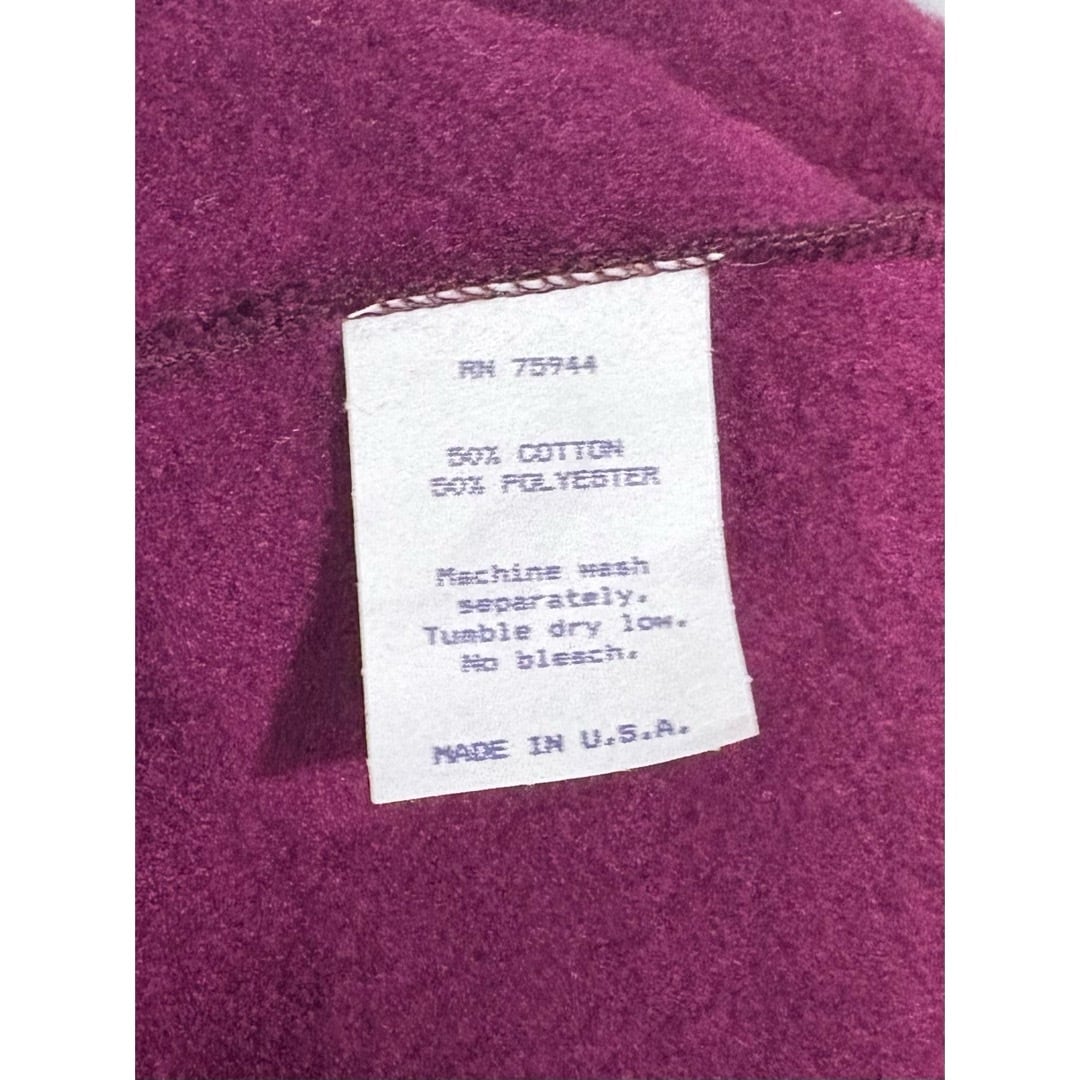 RN 75944
50% COTTON
50% POLYESTER
Machine wash
separately.
Tumble dry low.
No bleach.
MADE IN U.S.A.